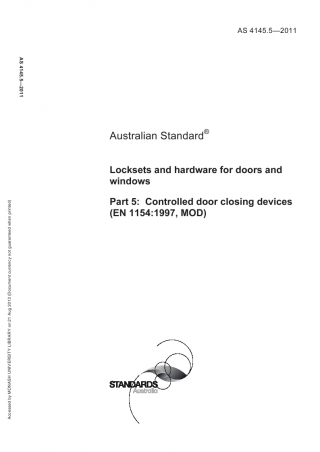 AS 4145.5—2011
AS 4145.5—2011
Australian Standard®
Locksets and hardware for doors and
windows
Part 5: Controlled door closing devices
(EN 1154:1997, MOD)
Accessed by MONASH UNIVERSITY LIBRARY on 21 Aug 2013 (Document currency not guaranteed when printed)
STANDARDS
Australia